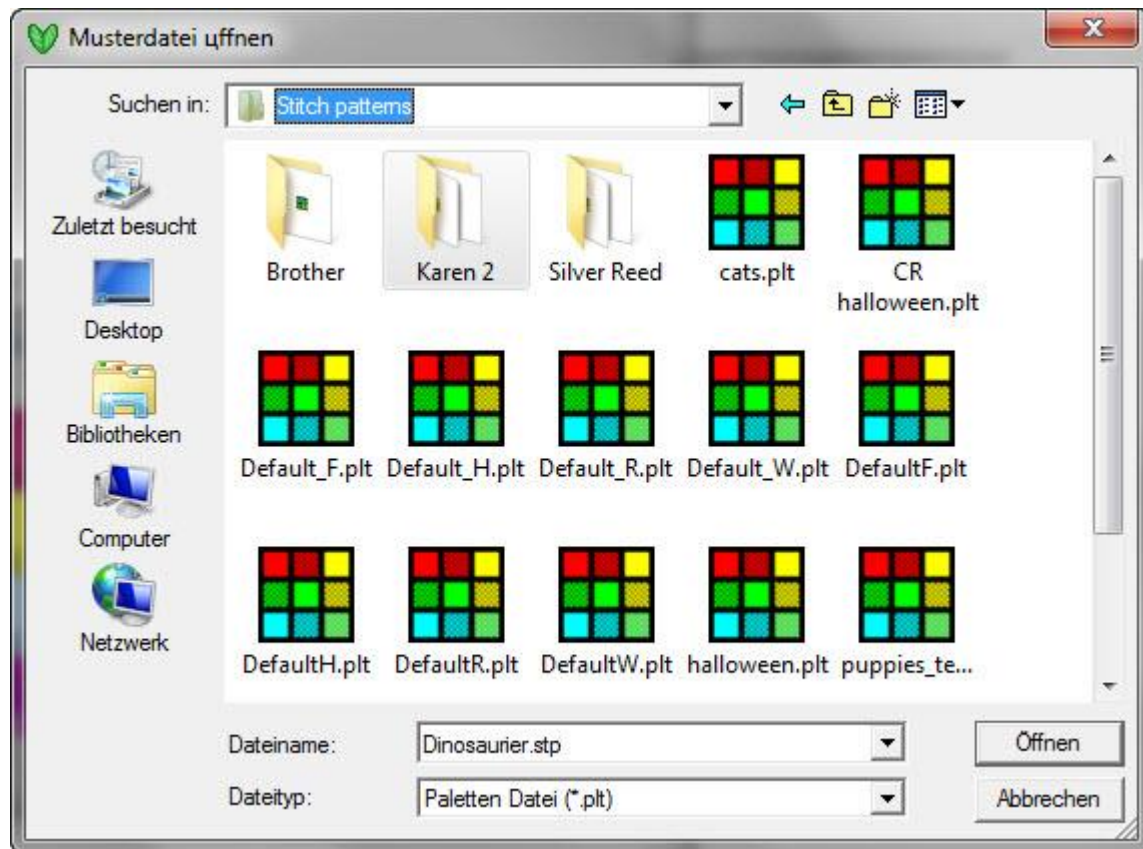 Musterdatei цffnen
Suchen in:
Stitch patterns
Zuletzt besucht
Desktop
Bibliotheken
Computer
Netzwerk
Brother
Karen 2
Silver Reed
cats.plt
CR
halloween.plt
Default_F.plt
Default_H.plt
Default_R.plt
Default_W.plt
DefaultF.plt
DefaultH.plt
DefaultR.plt
DefaultW.plt
halloween.plt
puppies_te...
Dateiname:
Dinosaurier.stp
Öffnen
Dateityp:
Paletten Datei (*.plt)
Abbrechen